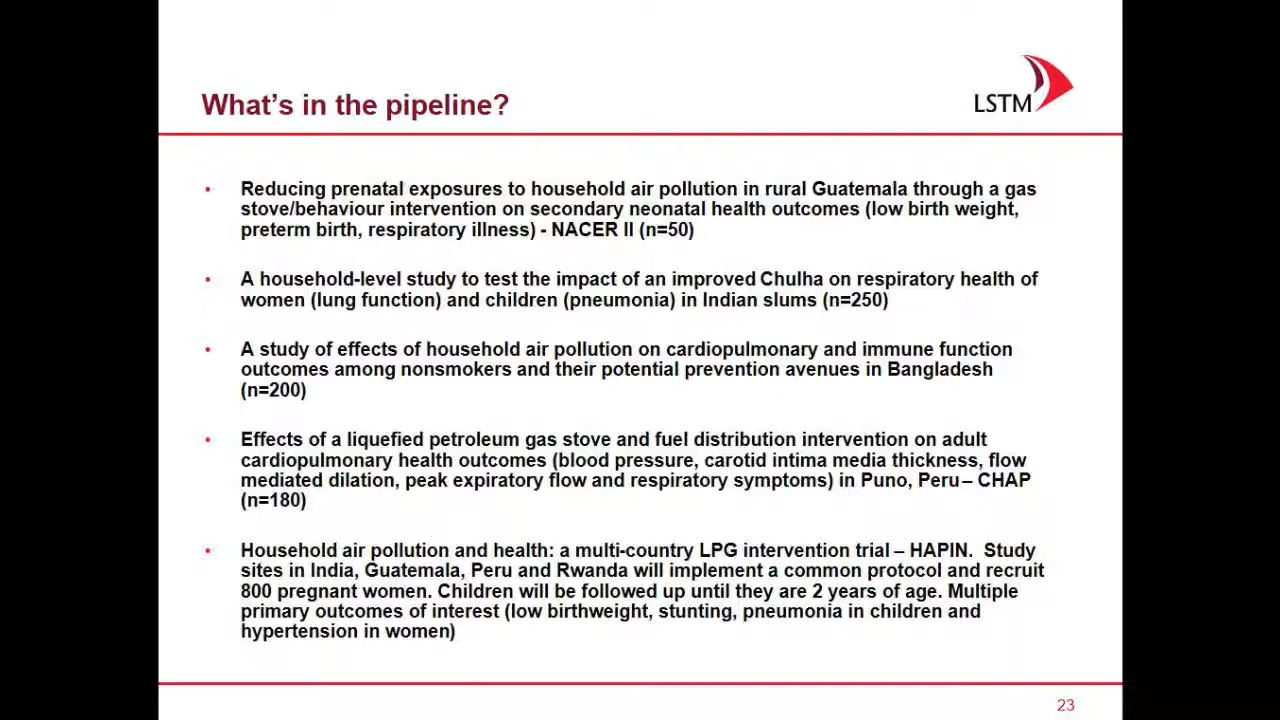 What's in the pipeline?
LSTM
• Reducing prenatal exposures to household air pollution in rural Guatemala through a gas
stove/behaviour intervention on secondary neonatal health outcomes (low birth weight,
preterm birth, respiratory illness) - NACER II (n=50)
• A household-level study to test the impact of an improved Chulha on respiratory health of
women (lung function) and children (pneumonia) in Indian slums (n=250)
• A study of effects of household air pollution on cardiopulmonary and immune function
outcomes among nonsmokers and their potential prevention avenues in Bangladesh
(n=200)
• Effects of a liquefied petroleum gas stove and fuel distribution intervention on adult
cardiopulmonary health outcomes (blood pressure, carotid intima media thickness, flow
mediated dilation, peak expiratory flow and respiratory symptoms) in Puno, Peru – CHAP
(n=180)
• Household air pollution and health: a multi-country LPG intervention trial – HAPIN. Study
sites in India, Guatemala, Peru and Rwanda will implement a common protocol and recruit
800 pregnant women. Children will be followed up until they are 2 years of age. Multiple
primary outcomes of interest (low birthweight, stunting, pneumonia in children and
hypertension in women)
23